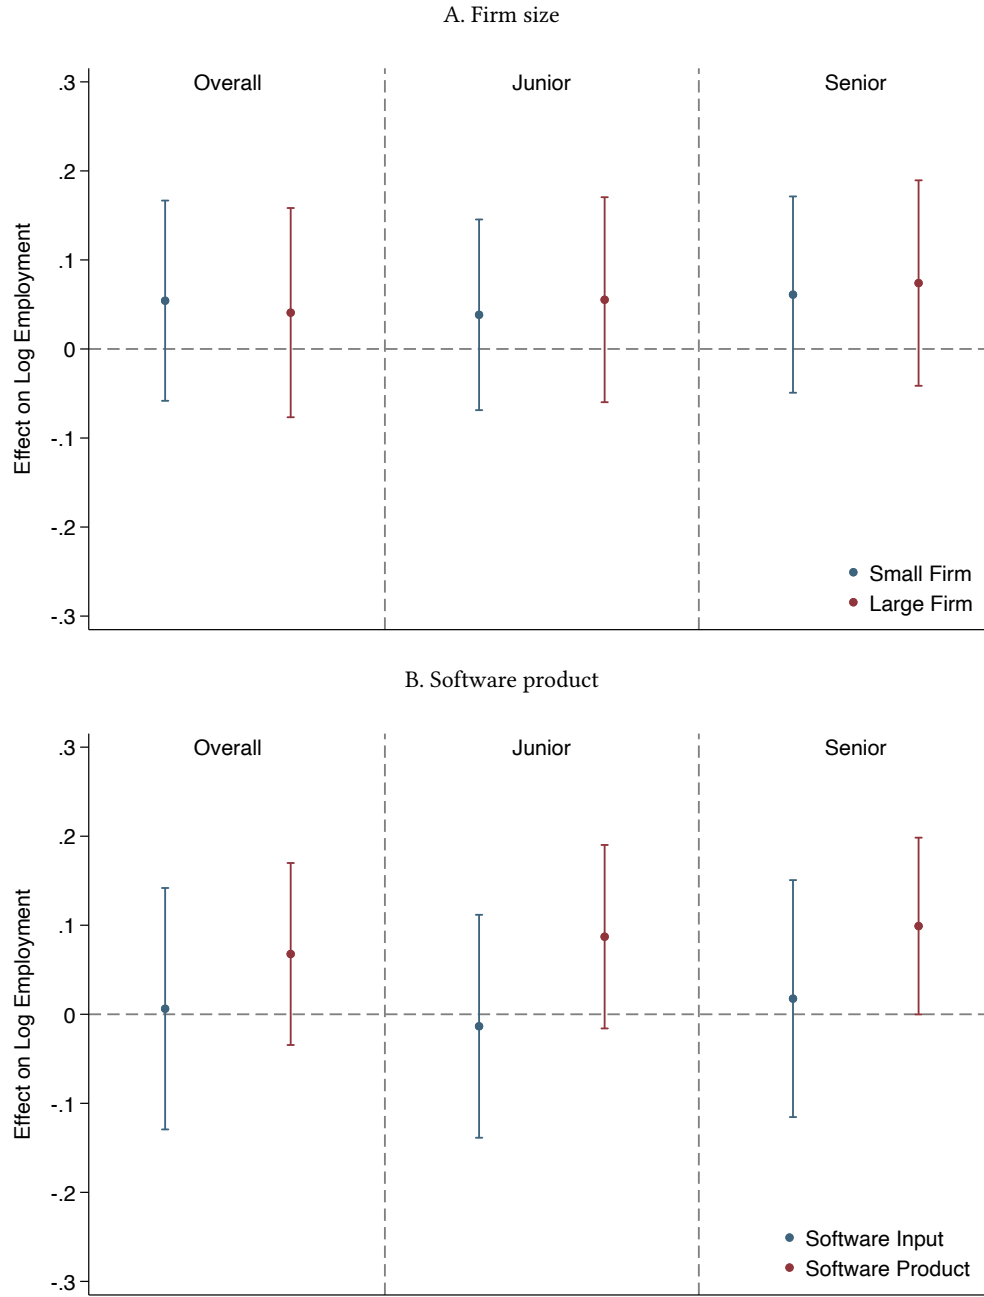 A. Firm size
Overall
Junior
Senior
.3
.2
.1
0
-.1
-.2
-.3
Effect on Log Employment
Small Firm
Large Firm
B. Software product
Overall
Junior
Senior
.3
.2
.1
0
-.1
-.2
-.3
Effect on Log Employment
Software Input
Software Product